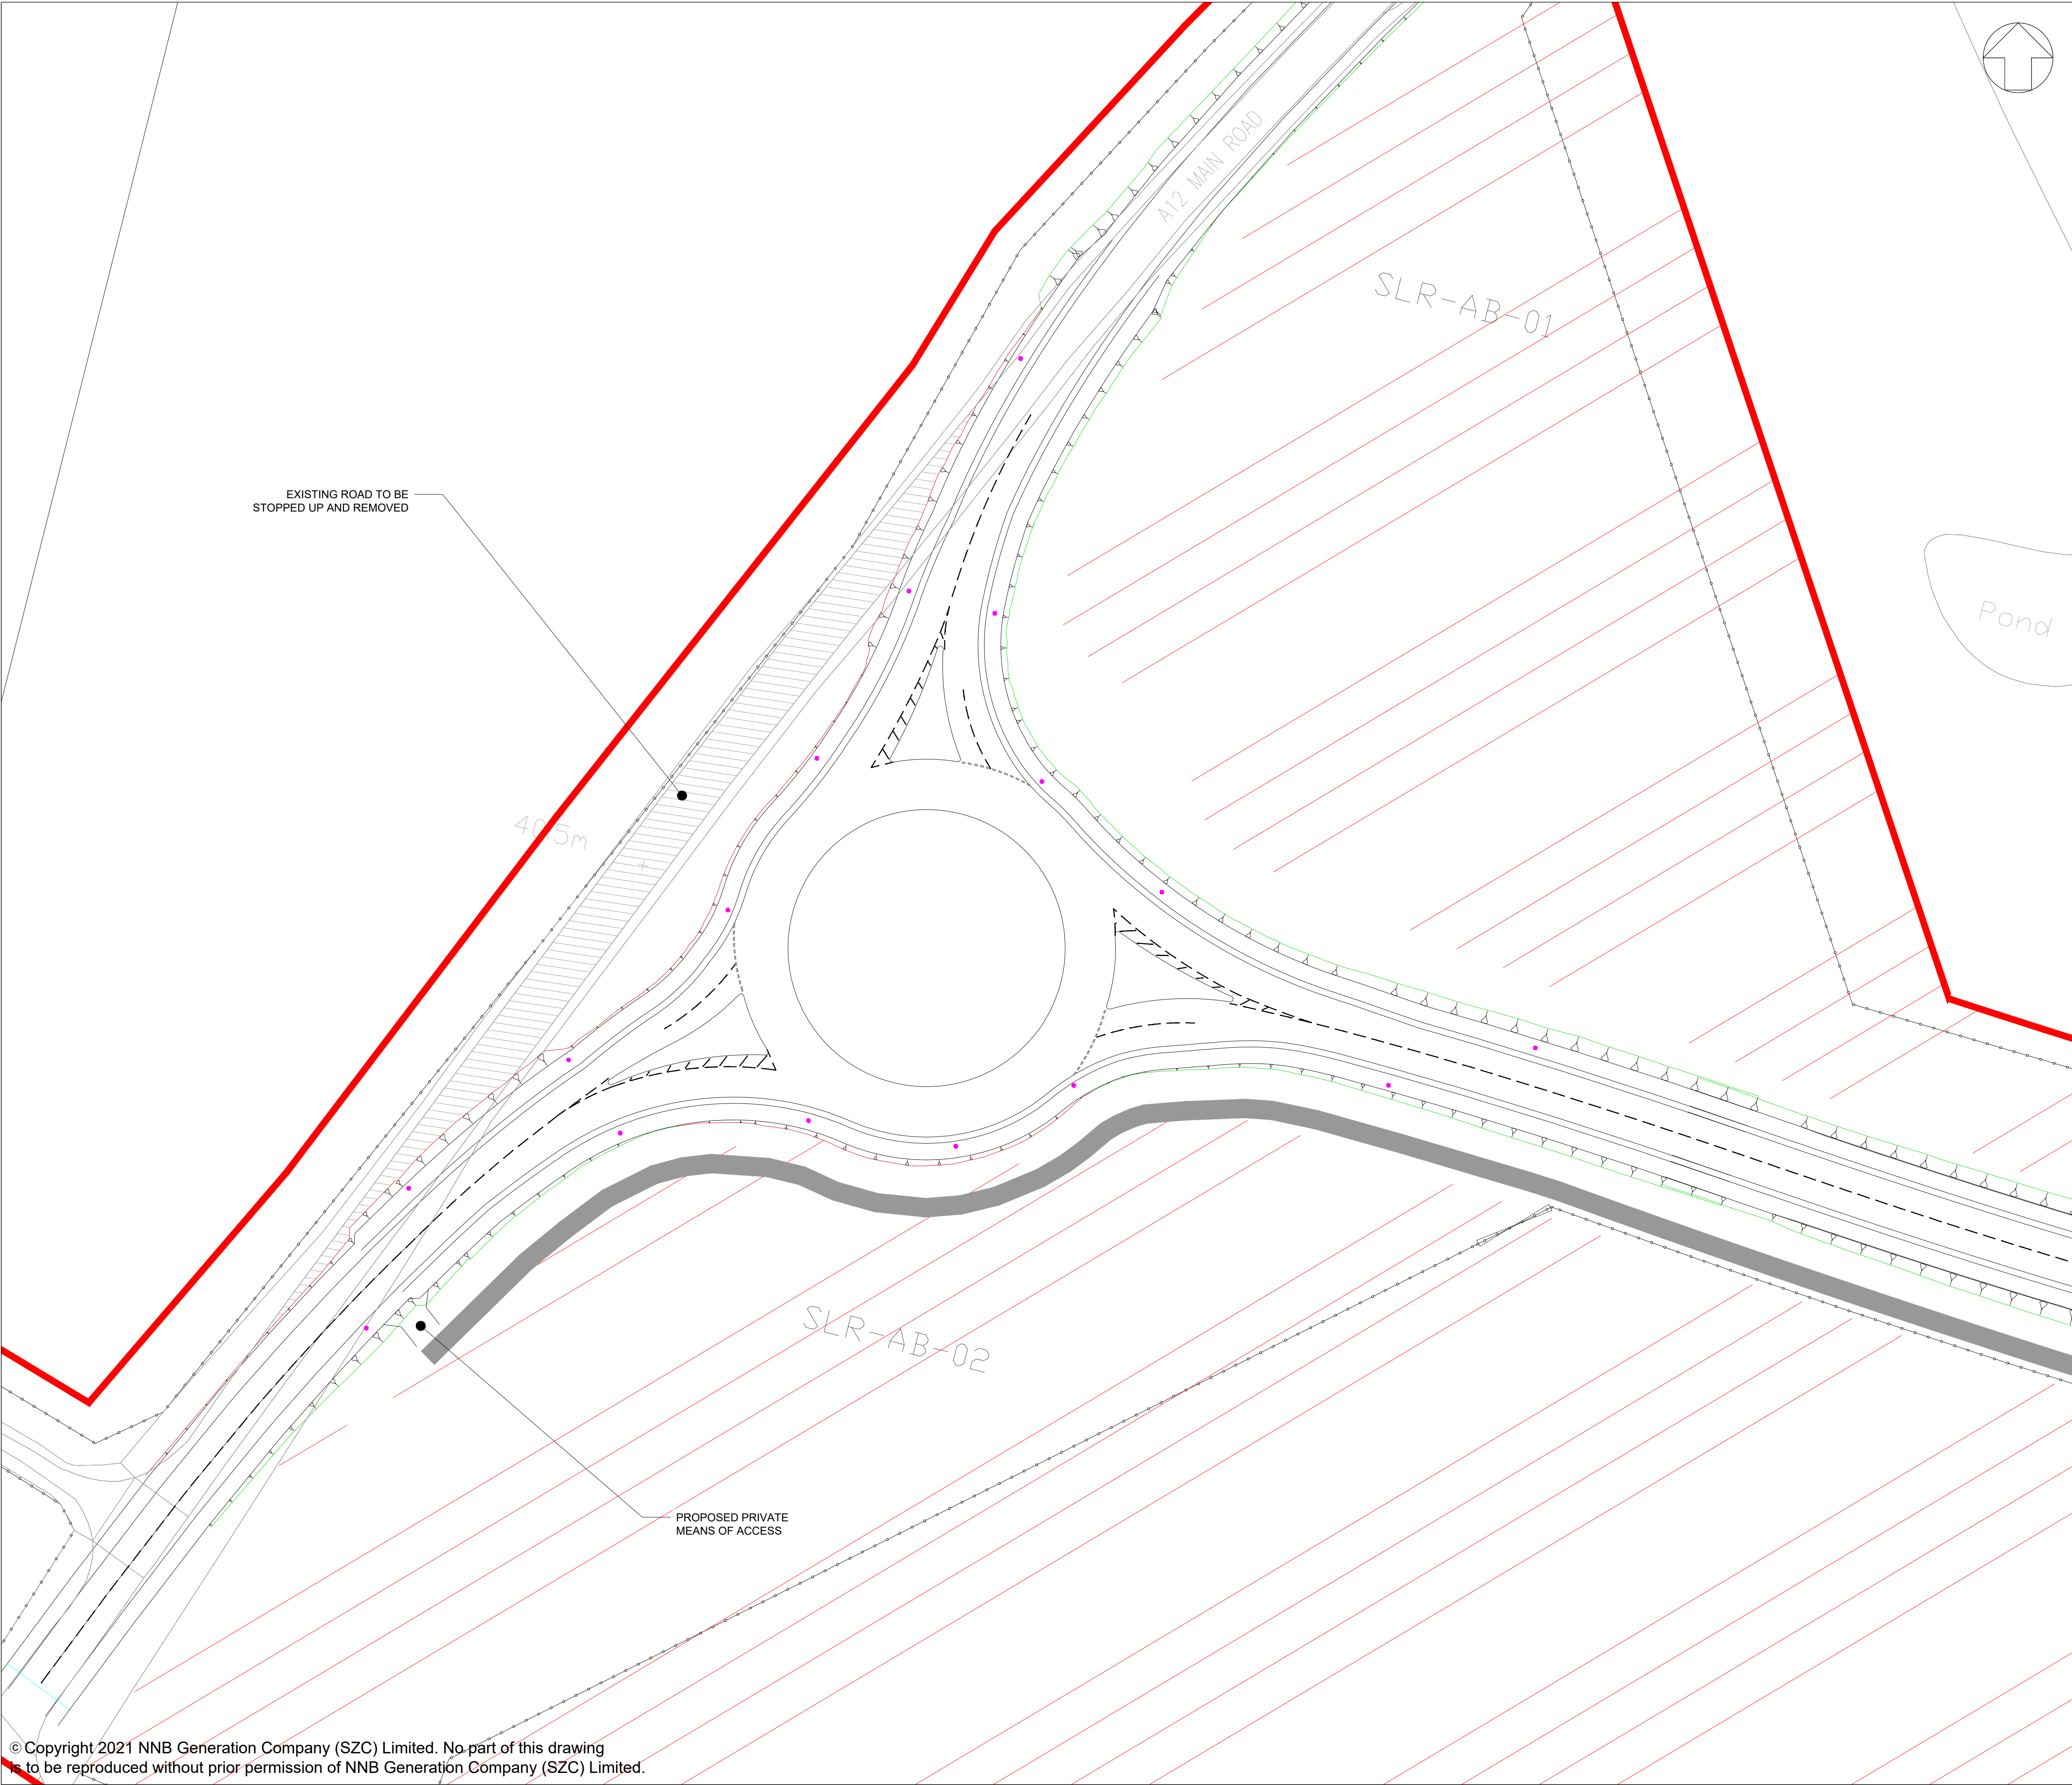 A12 MAIN ROAD
SLR-AB-01
EXISTING ROAD TO BE
STOPPED UP AND REMOVED
Pond
40.5m
SLR-AB-02
PROPOSED PRIVATE
MEANS OF ACCESS
© Copyright 2021 NNB Generation Company (SZC) Limited. No part of this drawing
is to be reproduced without prior permission of NNB Generation Company (SZC) Limited.